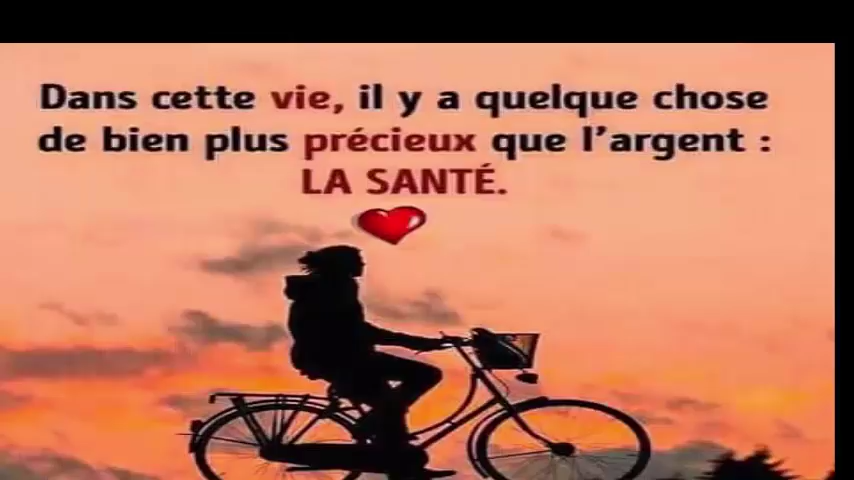 Dans cette vie, il y a quelque chose
de bien plus précieux que l'argent :
LA SANTÉ.